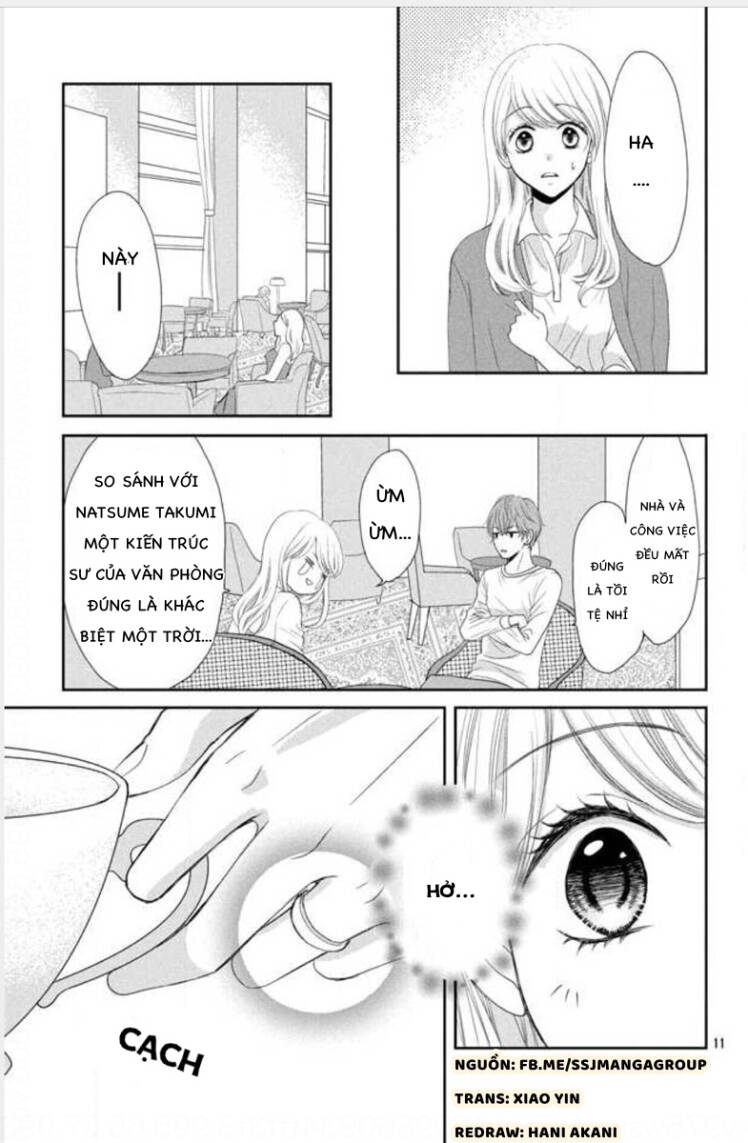 HA
....
NÀY
|
NHÀ VÀ
CÔNG VIỆC
ĐỀU MẤT
RỒI
ĐÚNG
LÀ TỒI
TỆ NHỈ
ỪM
ỪM...
SO SÁNH VỚI
NATSUME TAKUMI
MỘT KIẾN TRÚC
SƯ CỦA VĂN PHÒNG
ĐÚNG LÀ KHÁC
BIỆT MỘT TRỜI...
HỞ...
CẠCH
11
NGUỒN: FB.ME/SSJMANGAGROUP
TRANS: XIAO YIN
REDRAW: HANI AKANI